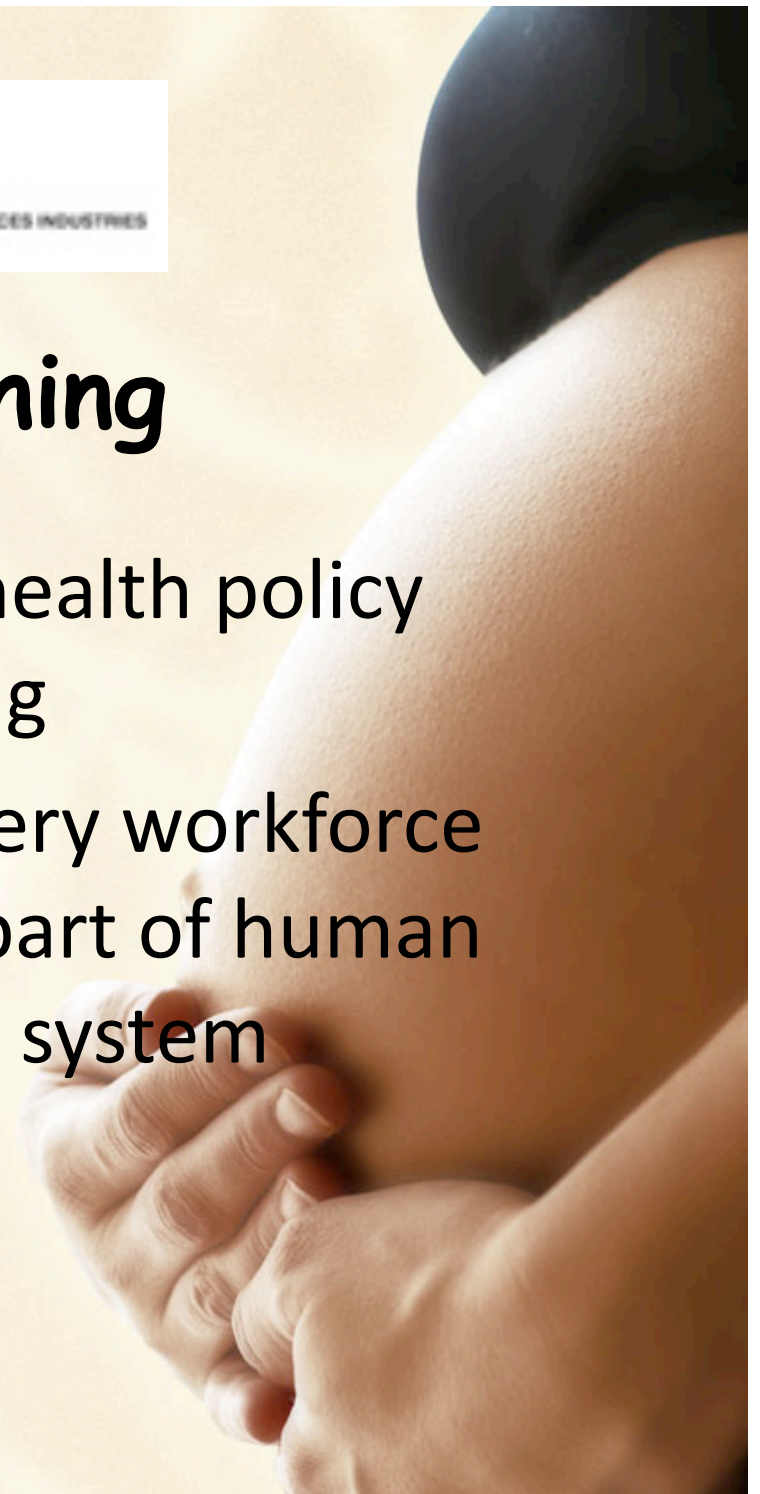 CES INDUSTRIES
ning
health policy
g
ery workforce
part of human
system